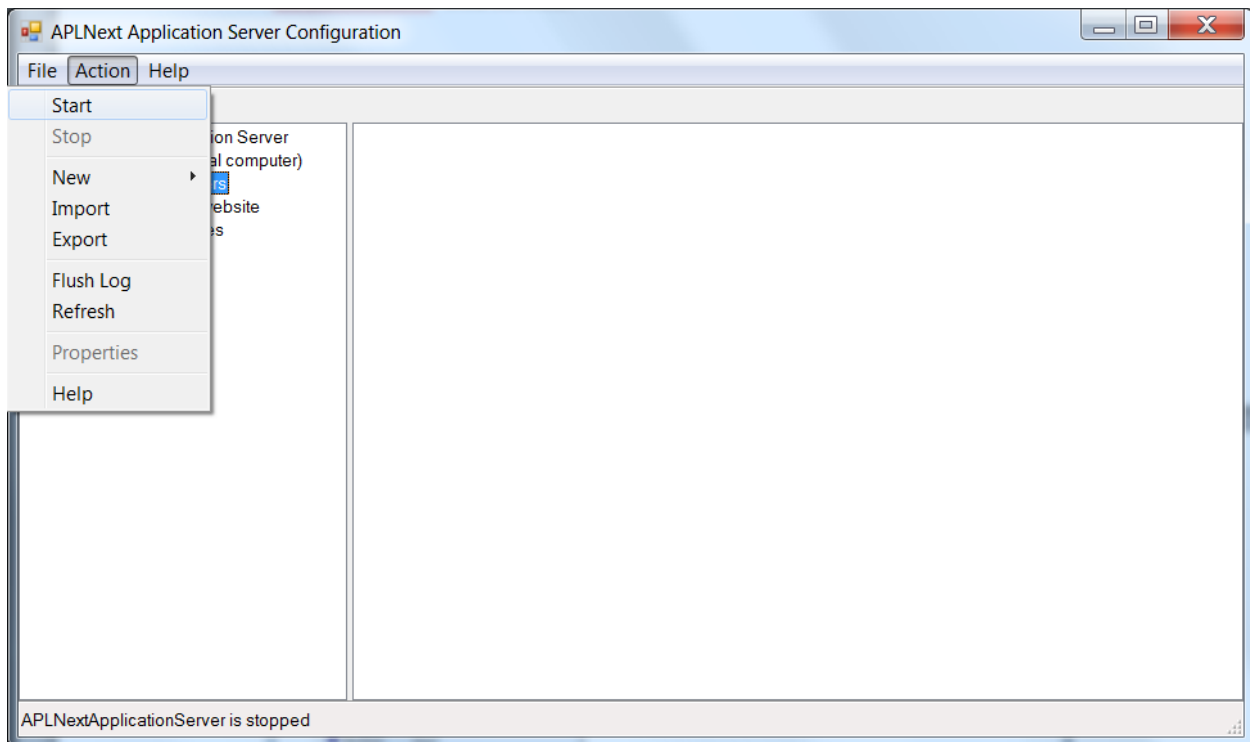 APLNext Application Server Configuration
File Action Help
Start
Stop
New
Import
Export
Flush Log
Refresh
Properties
Help
ion Server
al computer)
rs
ebsite
es
APLNextApplicationServer is stopped